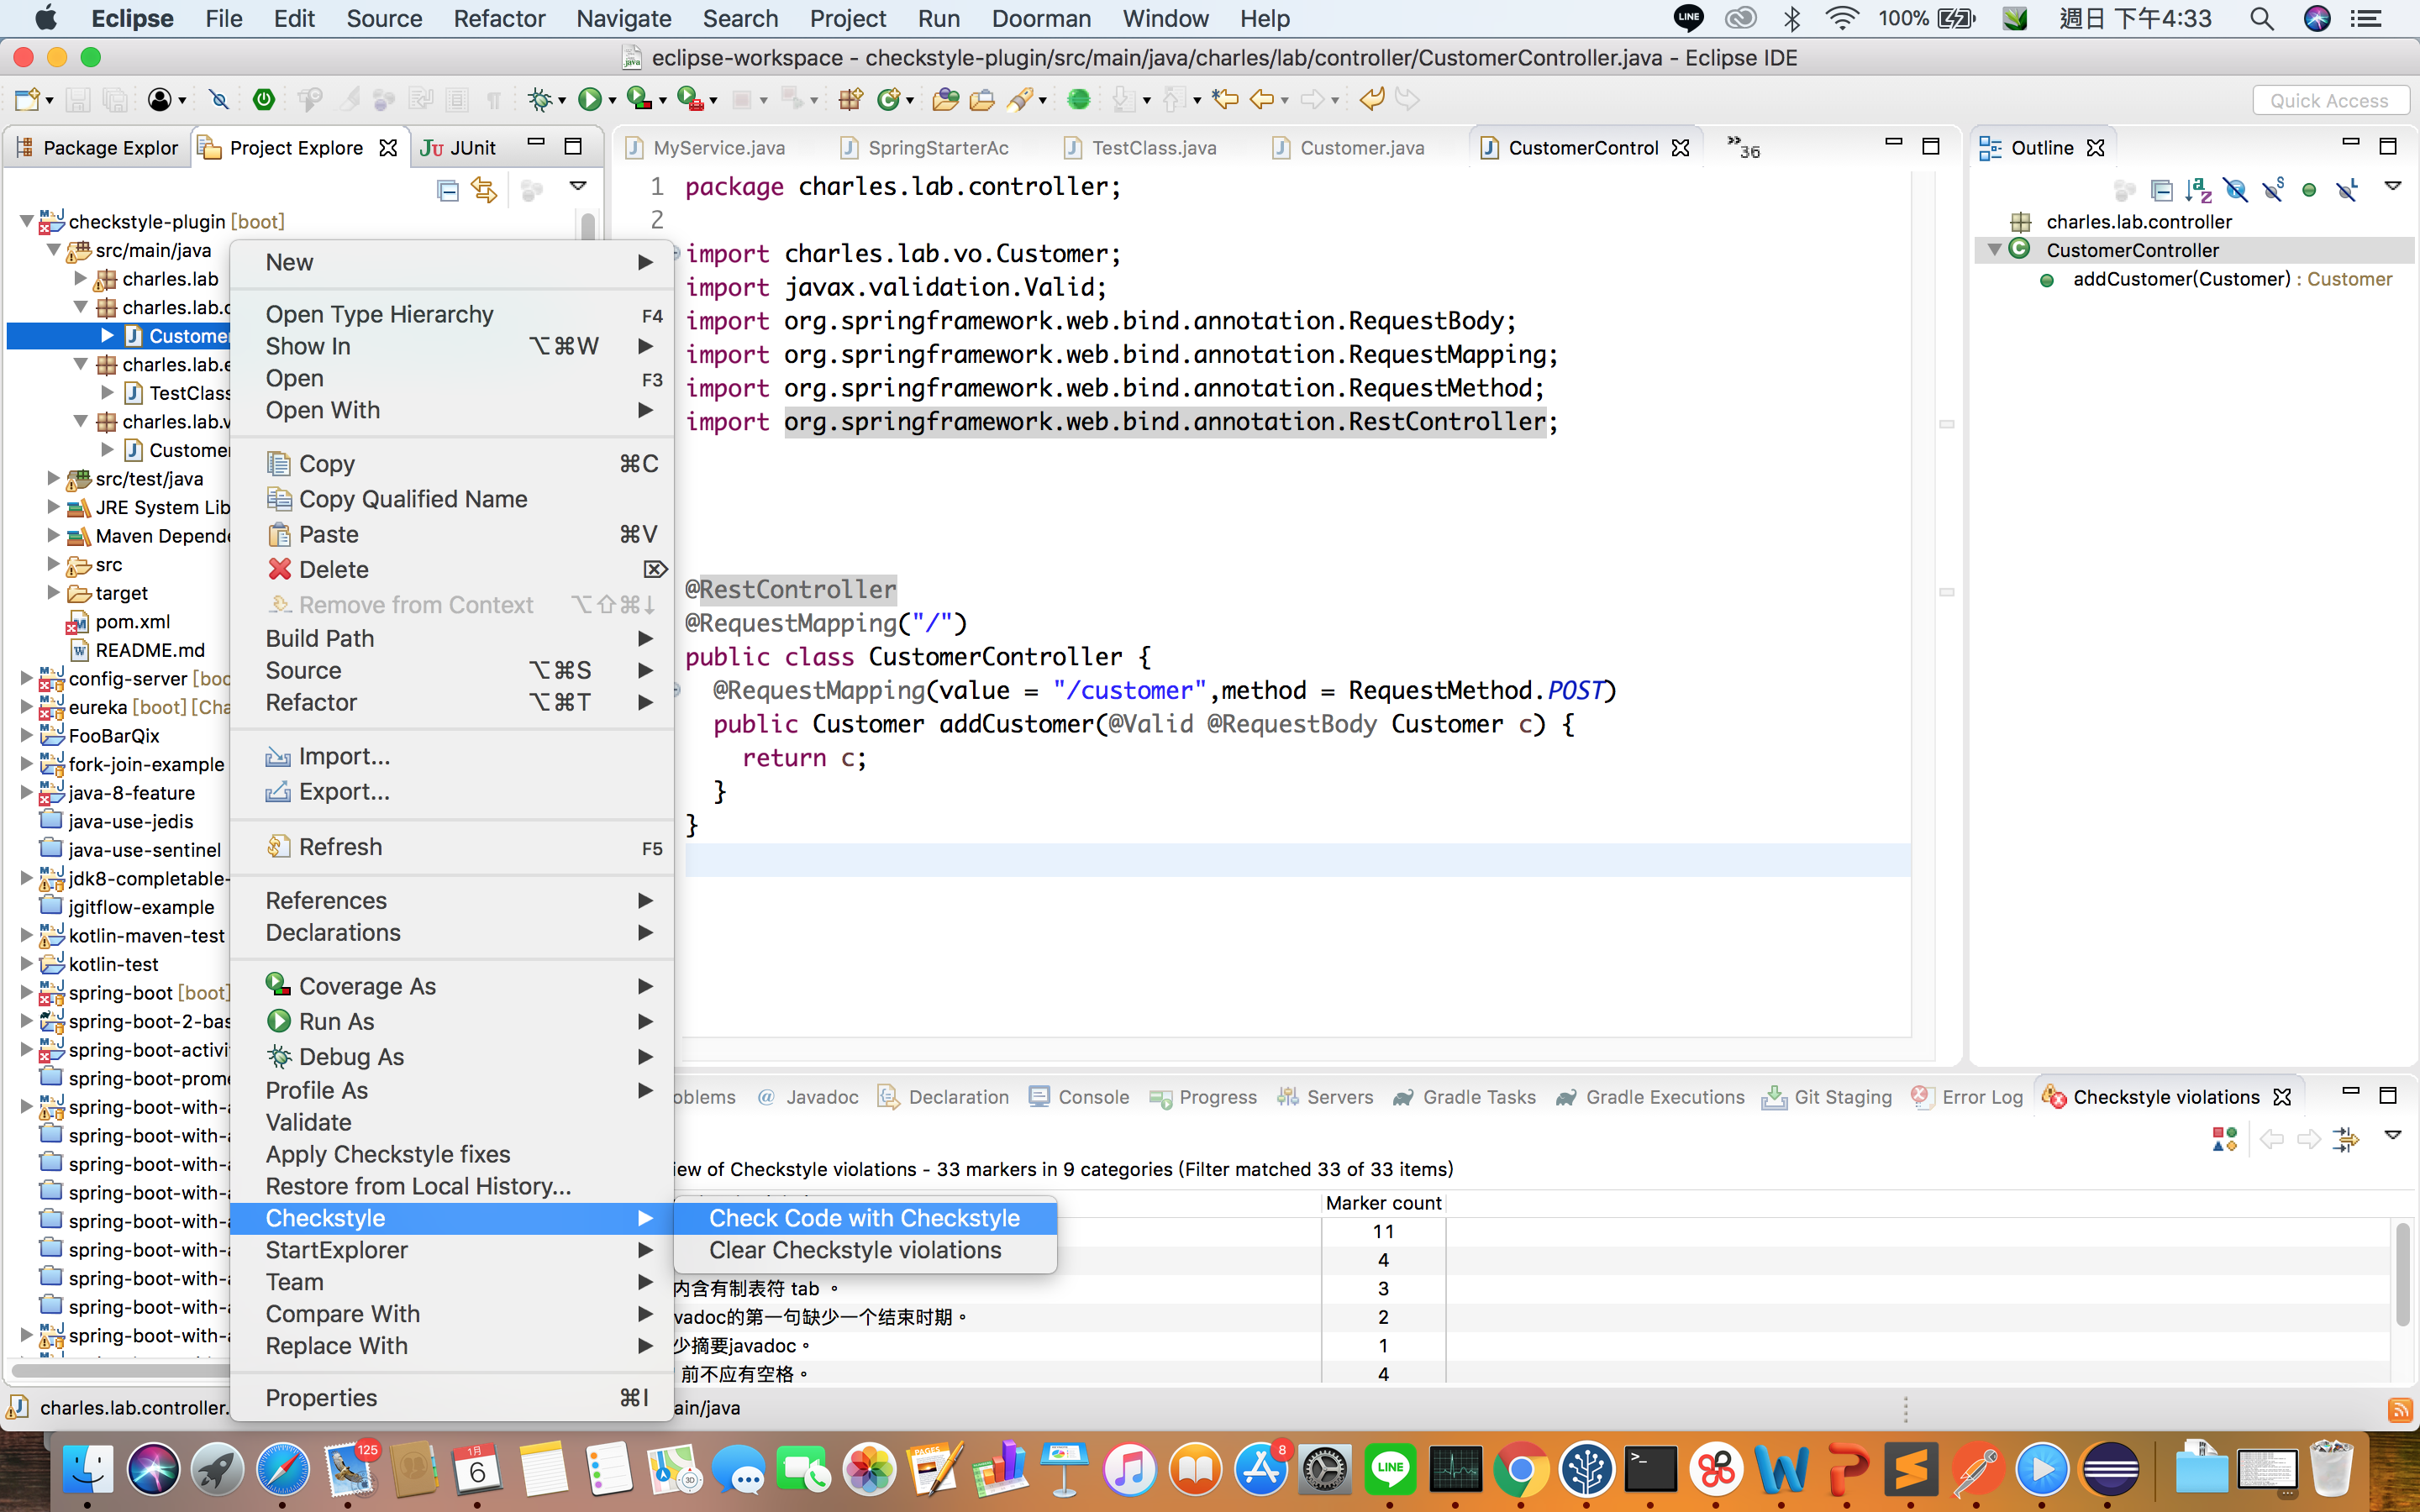 Eclipse File Edit Source Refactor Navigate Search Project Run Doorman Window Help LINE 100% 週日 下午4:33
eclipse-workspace - checkstyle-plugin/src/main/java/charles/lab/controller/CustomerController.java - Eclipse IDE
Quick Access
Package Explor Project Explore JUnit
checkstyle-plugin [boot]
src/main/java
charles.lab
charles.lab.c
Custome
charles.lab.e
TestClass
charles.lab.v
Custome
src/test/java
JRE System Lib
Maven Depend
src
target
pom.xml
README.md
config-server [boo
eureka [boot] [Cha
FooBarQix
fork-join-example
java-8-feature
java-use-jedis
java-use-sentinel
jdk8-completable-
jgitflow-example
kotlin-maven-test
kotlin-test
spring-boot [boot]
spring-boot-2-bas
spring-boot-activi
spring-boot-prome
spring-boot-with-a
spring-boot-with-a
spring-boot-with-a
spring-boot-with-a
spring-boot-with-a
spring-boot-with-a
spring-boot-with-a
spring-boot-with-a
spring-boot-with-a
New
Open Type Hierarchy F4
Show In ⌥⌘W
Open F3
Open With
Copy ⌘C
Copy Qualified Name
Paste ⌘V
Delete ⌦
Remove from Context ⌥⇧⌘↓
Build Path
Source ⌥⌘S
Refactor ⌥⌘T
Import...
Export...
Refresh F5
References
Declarations
Coverage As
Run As
Debug As
Profile As
Validate
Apply Checkstyle fixes
Restore from Local History...
Checkstyle
StartExplorer
Team
Compare With
Replace With
Properties ⌘I
Check Code with Checkstyle
Clear Checkstyle violations
MyService.java SpringStarterAc TestClass.java Customer.java CustomerControl »36
1 package charles.lab.controller;
2
import charles.lab.vo.Customer;
import javax.validation.Valid;
import org.springframework.web.bind.annotation.RequestBody;
import org.springframework.web.bind.annotation.RequestMapping;
import org.springframework.web.bind.annotation.RequestMethod;
import org.springframework.web.bind.annotation.RestController;
@RestController
@RequestMapping("/")
public class CustomerController {
@RequestMapping(value = "/customer",method = RequestMethod.POST)
public Customer addCustomer(@Valid @RequestBody Customer c) {
return c;
}
}
Outline
charles.lab.controller
CustomerController
addCustomer(Customer) : Customer
oblems Javadoc Declaration Console Progress Servers Gradle Tasks Gradle Executions Git Staging Error Log Checkstyle violations
iew of Checkstyle violations - 33 markers in 9 categories (Filter matched 33 of 33 items)
Marker count
11
4
内含有制表符 tab 。 3
vadoc的第一句缺少一个结束时期。 2
少摘要javadoc。 1
前不应有空格。 4
charles.lab.controller. ain/java
125 1月 6 PAGES 3D 8 LINE >_